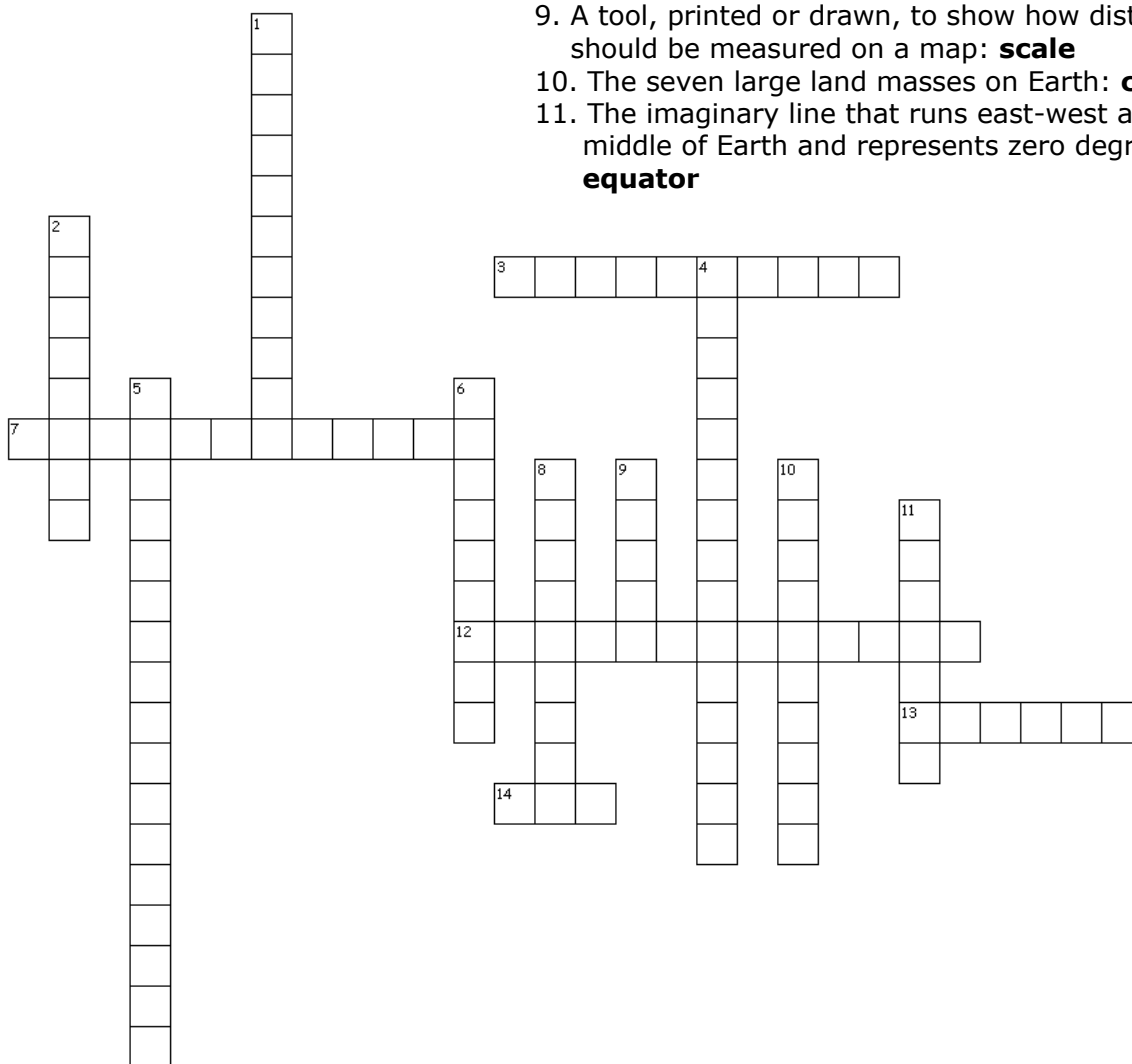 9. A tool, printed or drawn, to show how
should be measured on a map: scale
10. The seven large land masses on Earth:
11. The imaginary line that runs east-west
middle of Earth and represents zero
equator
1
2
3 4
5 6
7
8 9 10
11
12
13
14